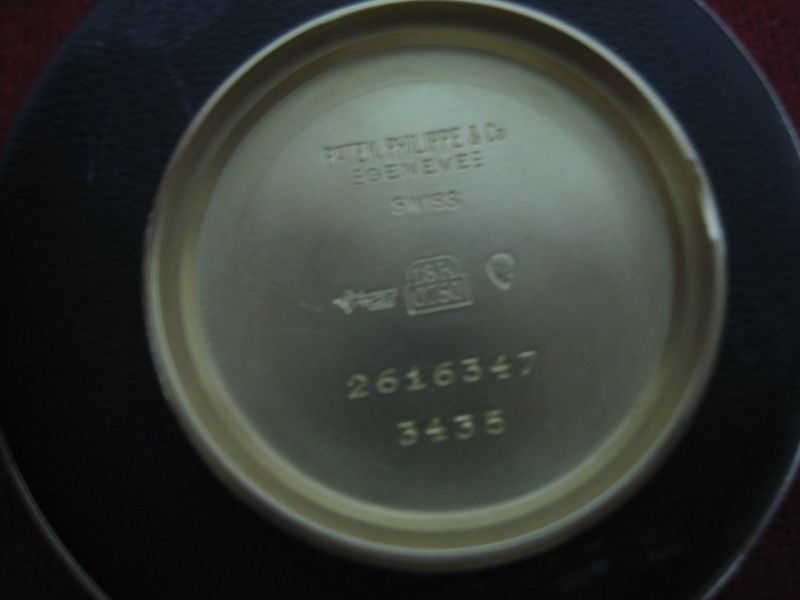 PATEK, PHILIPPE & Co
GENEVE
SWISS
18K
0.750
2616347
3435